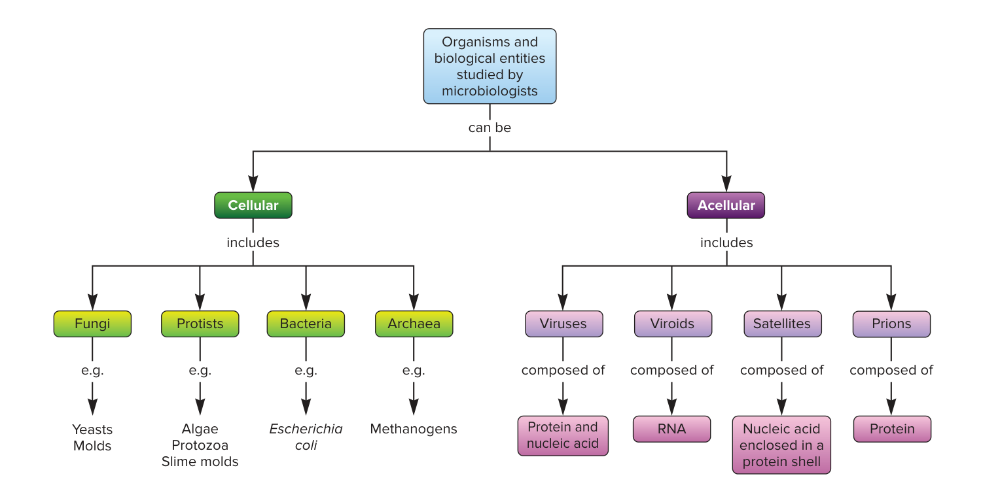 Organisms and
biological entities
studied by
microbiologists
can be
Cellular
Acellular
includes
includes
Fungi
Protists
Bacteria
Archaea
Viruses
Viroids
Satellites
Prions
e.g.
e.g.
e.g.
e.g.
composed of
composed of
composed of
composed of
Yeasts
Molds
Algae
Protozoa
Slime molds
Escherichia
coli
Methanogens
Protein and
nucleic acid
RNA
Nucleic acid
enclosed in a
protein shell
Protein